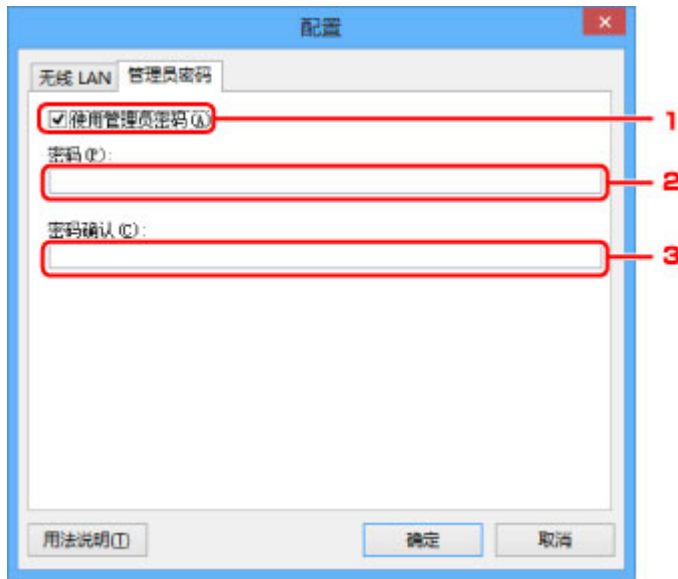 配置
无线 LAN 管理员密码
使用管理员密码(A) 1
密码(P):
2
密码确认(C):
3
用法说明(I) 确定 取消